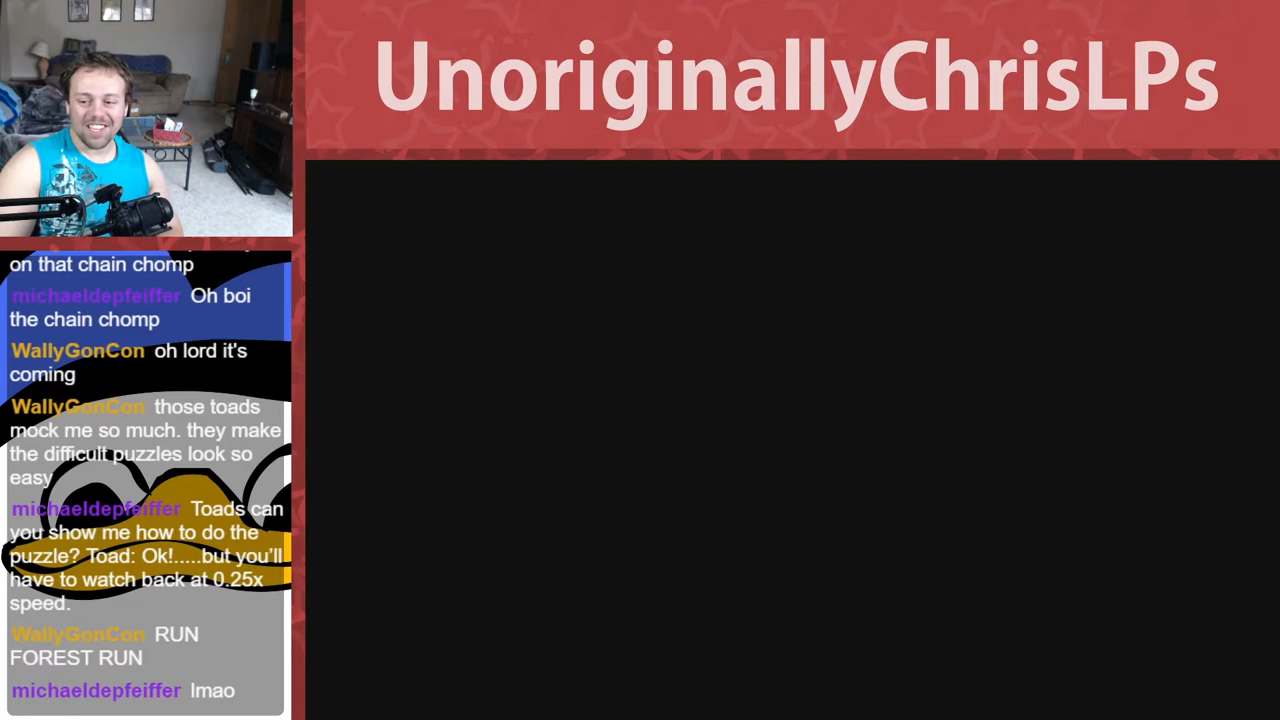 UnoriginallyChrisLPs
on that chain chomp
michaeldepfeiffer Oh boi
the chain chomp
WallyGonCon oh lord it's
coming
WallyGonCon those toads
mock me so much. they make
the difficult puzzles look so
easy
michaeldepfeiffer Toads can
you show me how to do the
puzzle? Toad: Ok!.....but you'll
have to watch back at 0.25x
speed.
WallyGonCon RUN
FOREST RUN
michaeldepfeiffer lmao